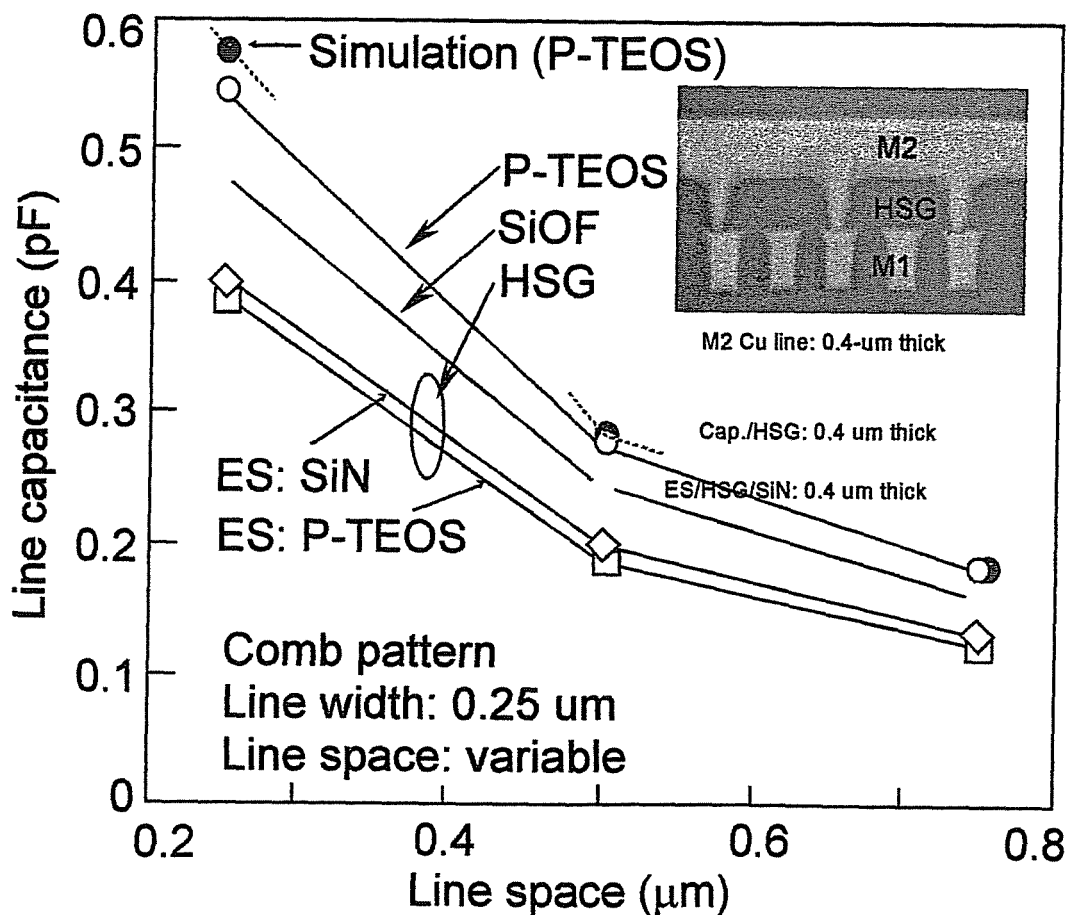 0.6
0.5
0.4
0.3
0.2
0.1
0
Line capacitance (pF)
Simulation (P-TEOS)
P-TEOS
SiOF
HSG
M2
HSG
M1
M2 Cu line: 0.4-um thick
Cap./HSG: 0.4 um thick
ES/HSG/SiN: 0.4 um thick
ES: SiN
ES: P-TEOS
Comb pattern
Line width: 0.25 um
Line space: variable
0.2
0.4
0.6
0.8
Line space (μm)